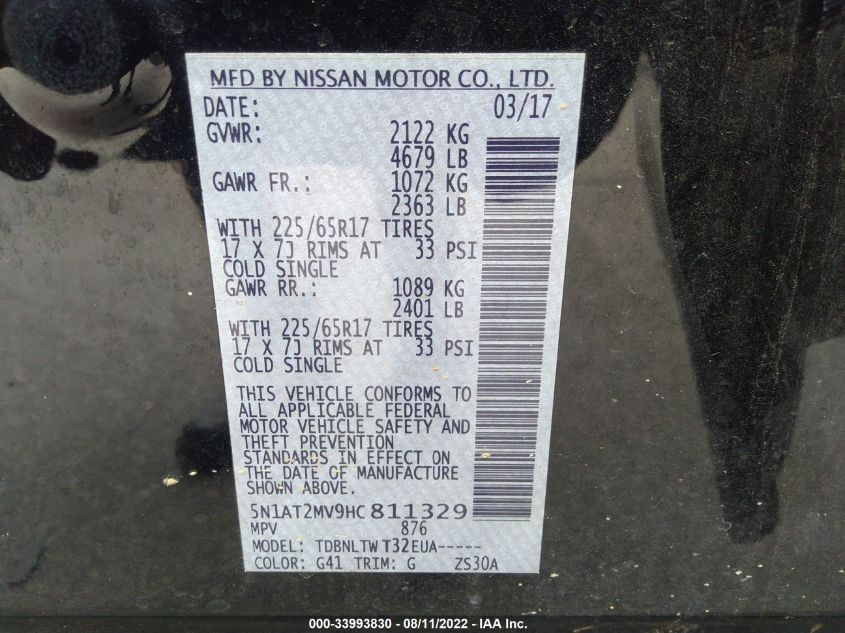 MFD BY NISSAN MOTOR CO., LTD.
DATE: 03/17
GVWR: 2122 KG
4679 LB
GAWR FR.: 1072 KG
2363 LB
WITH 225/65R17 TIRES
17 X 7J RIMS AT 33 PSI
COLD SINGLE
GAWR RR.: 1089 KG
2401 LB
WITH 225/65R17 TIRES
17 X 7J RIMS AT 33 PSI
COLD SINGLE
THIS VEHICLE CONFORMS TO
ALL APPLICABLE FEDERAL
MOTOR VEHICLE SAFETY AND
THEFT PREVENTION
STANDARDS IN EFFECT ON
THE DATE OF MANUFACTURE
SHOWN ABOVE.
5N1AT2MV9HC811329
MPV 876
MODEL: TDBNLTW T32EUA-----
COLOR: G41 TRIM: G ZS30A
000-33993830 - 08/11/2022 - IAA Inc.